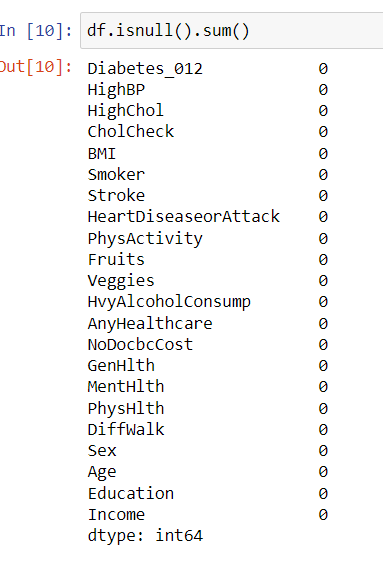 In [10]: df.isnull().sum()
Out[10]: Diabetes_012 0
HighBP 0
HighChol 0
CholCheck 0
BMI 0
Smoker 0
Stroke 0
HeartDiseaseorAttack 0
PhysActivity 0
Fruits 0
Veggies 0
HvyAlcoholConsump 0
AnyHealthcare 0
NoDocbcCost 0
GenHlth 0
MentHlth 0
PhysHlth 0
DiffWalk 0
Sex 0
Age 0
Education 0
Income 0
dtype: int64